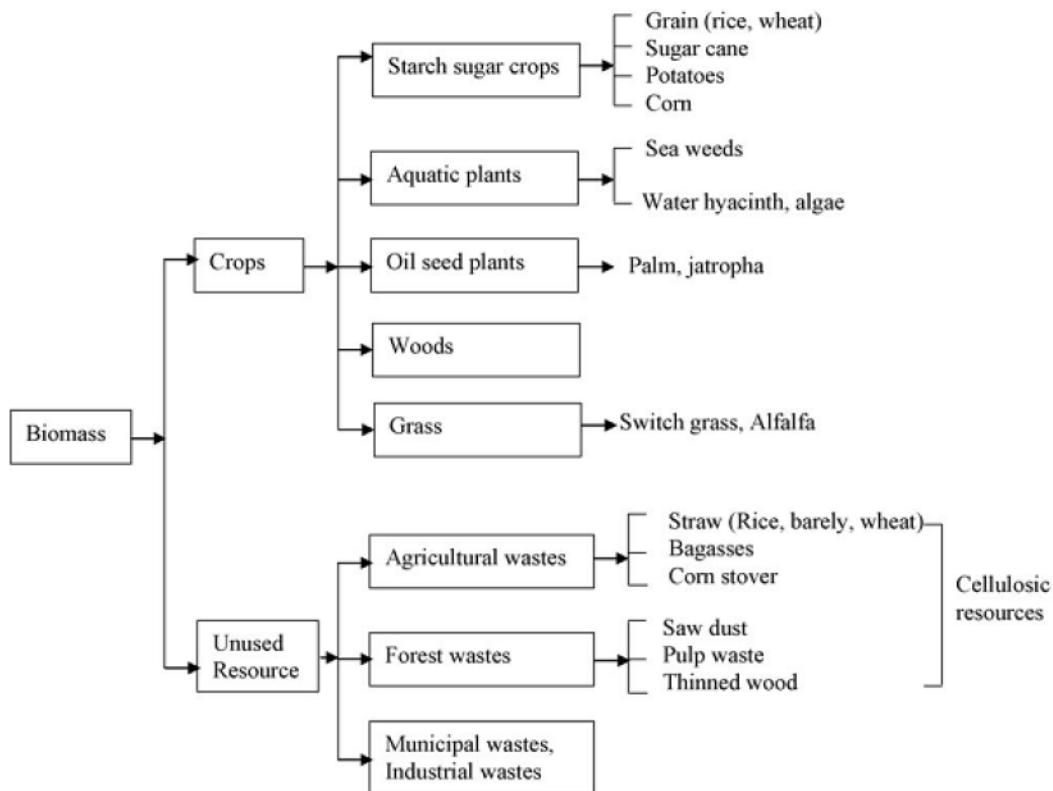 Grain (rice, wheat)
Sugar cane
Starch sugar crops
Potatoes
Corn
Sea weeds
Aquatic plants
Water hyacinth, algae
Crops
Oil seed plants
Palm, jatropha
Woods
Biomass
Grass
Switch grass, Alfalfa
Straw (Rice, barely, wheat)
Agricultural wastes
Bagasses
Corn stover
Cellulosic
resources
Unused
Resource
Forest wastes
Saw dust
Pulp waste
Thinned wood
Municipal wastes,
Industrial wastes